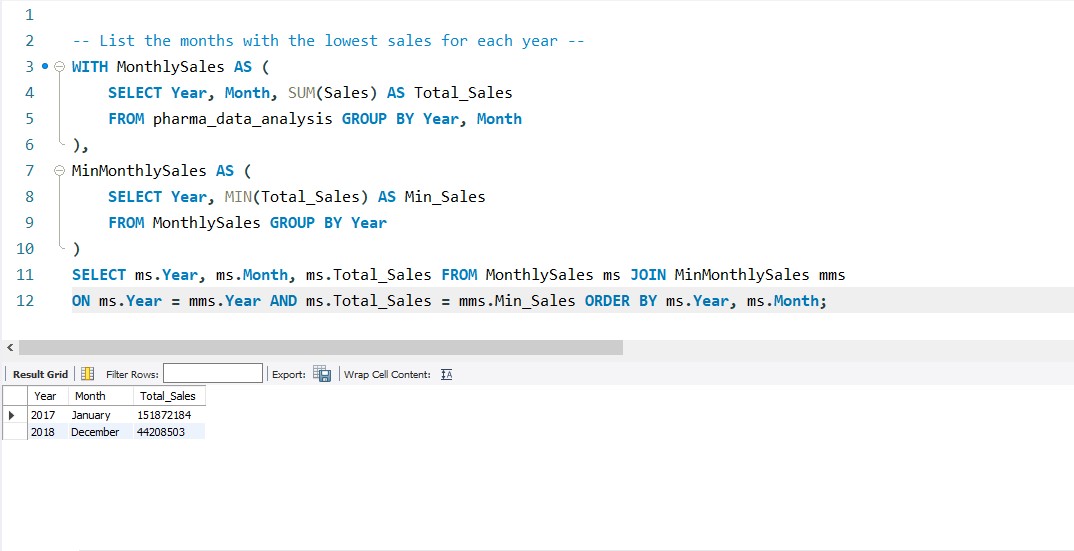 1
2 -- List the months with the lowest sales for each year --
3 WITH MonthlySales AS (
4 SELECT Year, Month, SUM(Sales) AS Total_Sales
5 FROM pharma_data_analysis GROUP BY Year, Month
6 ),
7 MinMonthlySales AS (
8 SELECT Year, MIN(Total_Sales) AS Min_Sales
9 FROM MonthlySales GROUP BY Year
10 )
11 SELECT ms.Year, ms.Month, ms.Total_Sales FROM MonthlySales ms JOIN MinMonthlySales mms
12 ON ms.Year = mms.Year AND ms.Total_Sales = mms.Min_Sales ORDER BY ms.Year, ms.Month;
Result Grid Filter Rows: Export: Wrap Cell Content: IA
Year Month Total_Sales
2017 January 151872184
2018 December 44208503